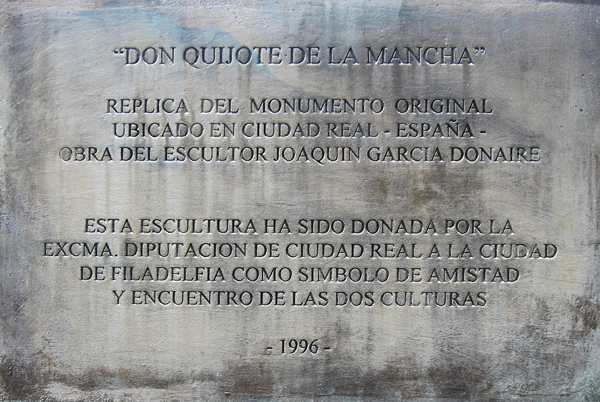 “DON QUIJOTE DE LA MANCHA”
REPLICA DEL MONUMENTO ORIGINAL
UBICADO EN CIUDAD REAL - ESPAÑA -
OBRA DEL ESCULTOR JOAQUIN GARCIA DONAIRE
ESTA ESCULTURA HA SIDO DONADA POR LA
EXCMA. DIPUTACION DE CIUDAD REAL A LA CIUDAD
DE FILADELFIA COMO SIMBOLO DE AMISTAD
Y ENCUENTRO DE LAS DOS CULTURAS
- 1996 -